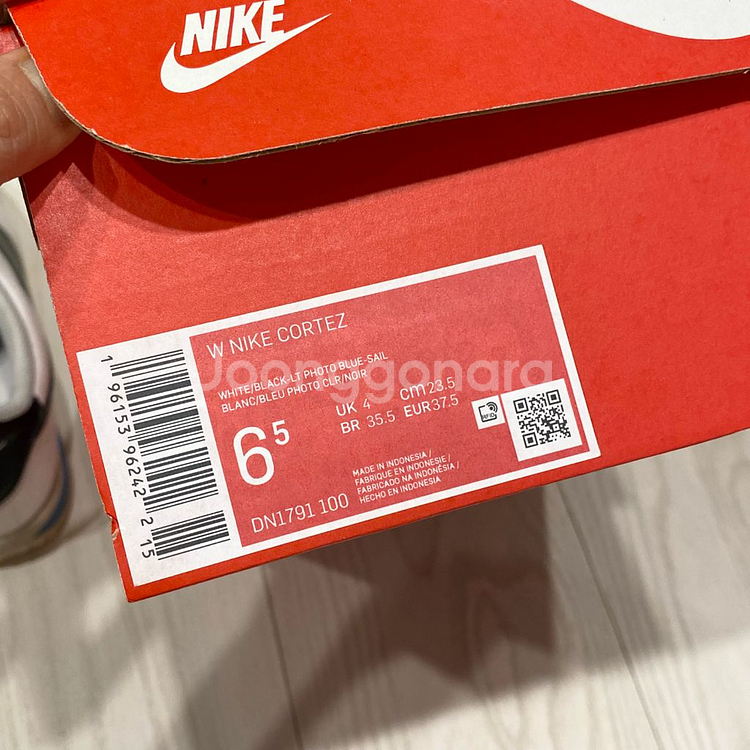 NIKE
W NIKE CORTEZ
WHITE/BLACK-LT PHOTO BLUE-SAIL
BLANC/BLEU PHOTO CLR/NOIR
Joonggonara
6 5
UK 4 cm 23.5
BR 35.5 EUR 37.5
RFID
MADE IN INDONESIA /
FABRIQUE EN INDONESIE /
FABRICADO NA INDONÉSIA /
HECHO EN INDONESIA
DN1791 100
1 96153 96242 2 15